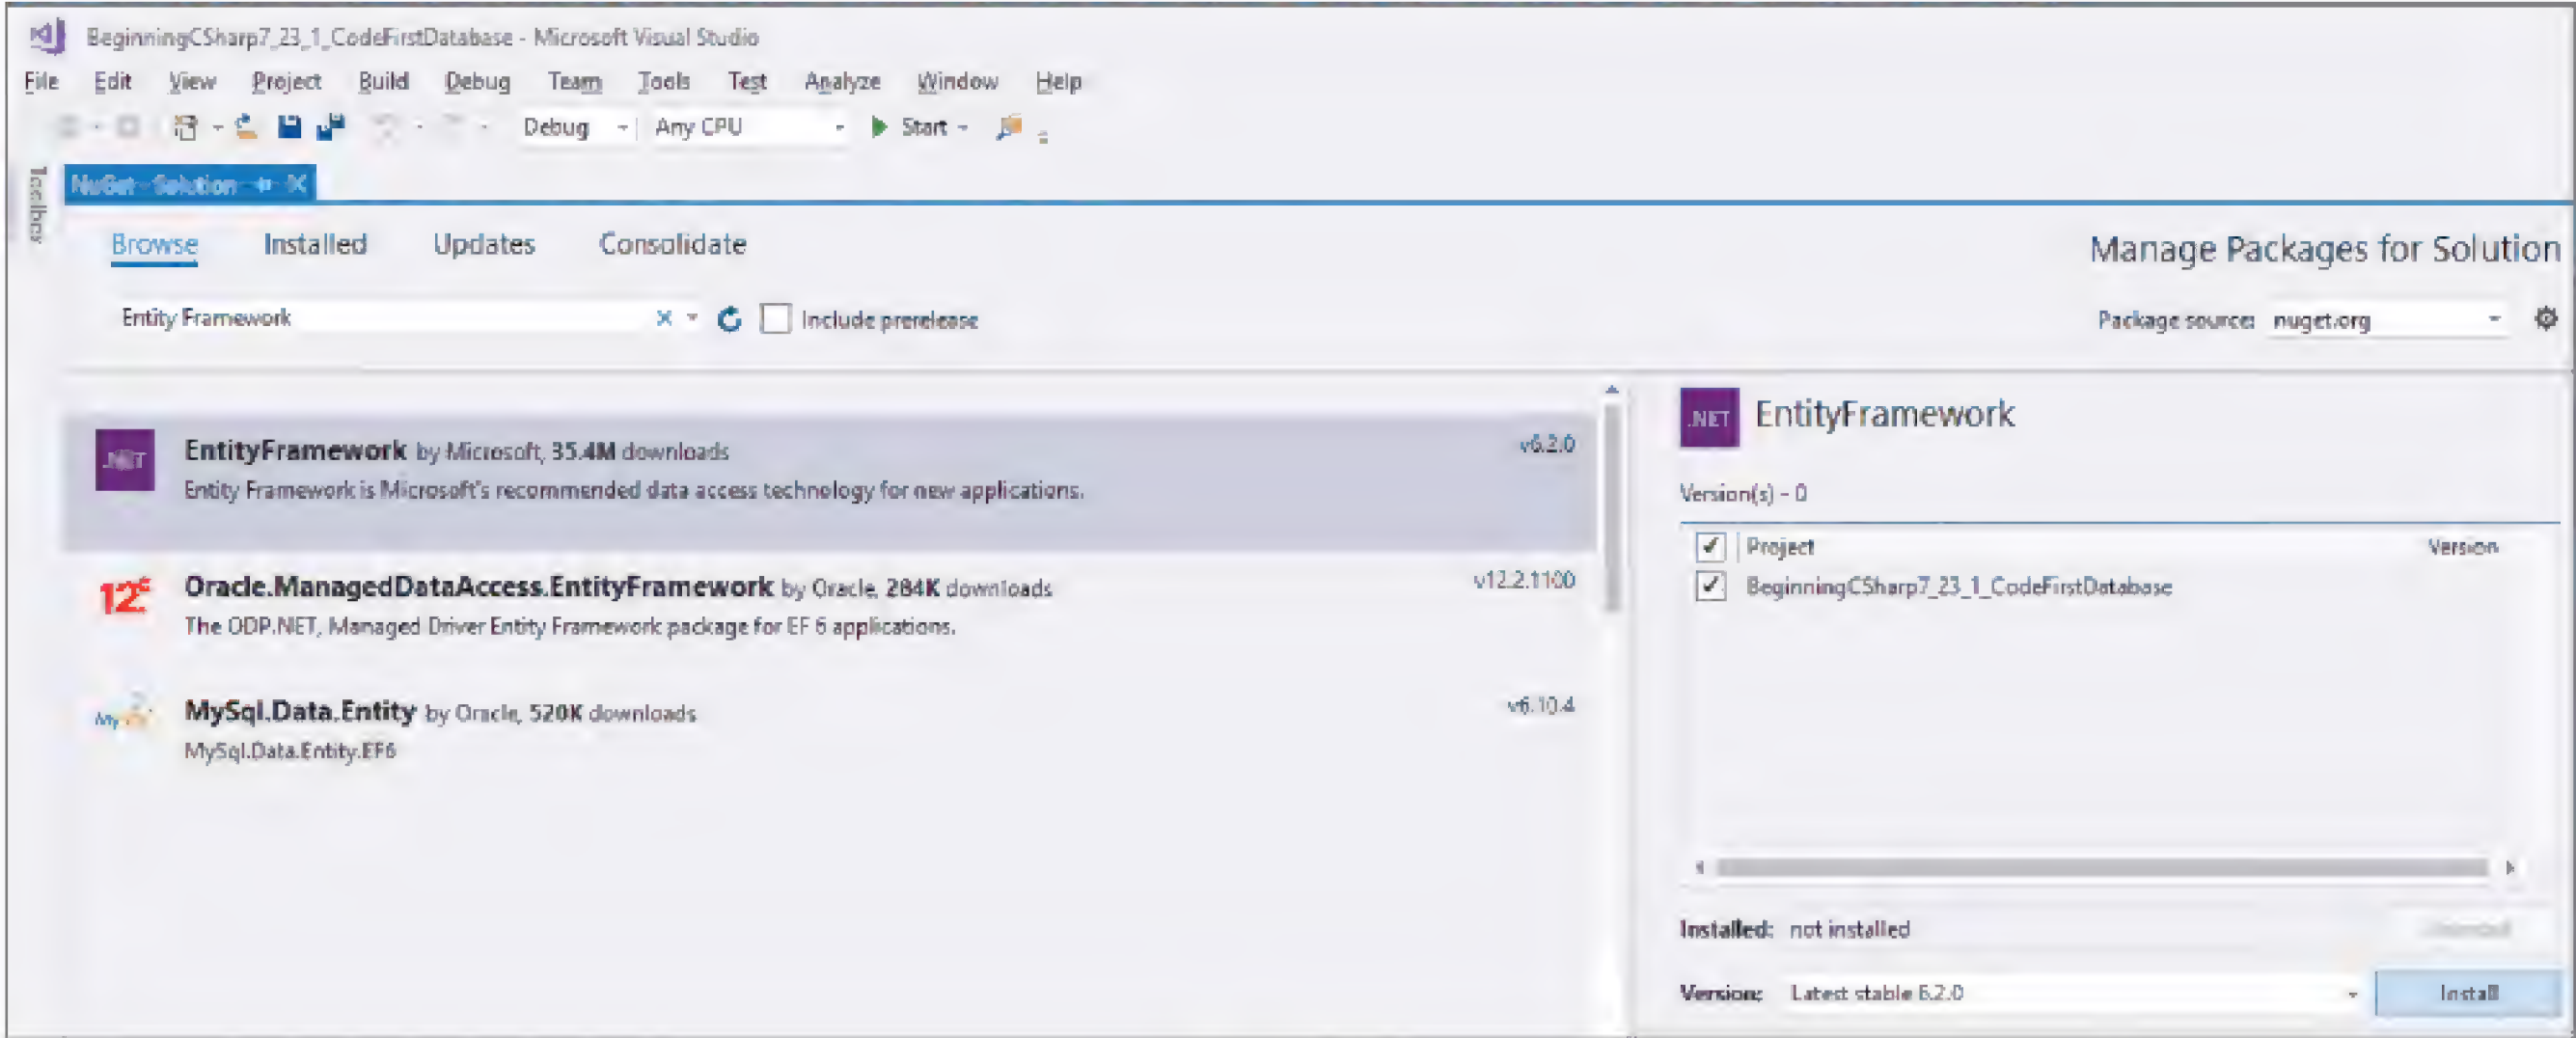 BeginningCSharp7_23_1_CodeFirstDatabase - Microsoft Visual Studio
File Edit View Project Build Debug Team Tools Test Analyze Window Help
Debug Any CPU Start
Toolbox
NuGet - Solution
Browse Installed Updates Consolidate
Manage Packages for Solution
Entity Framework
Include prerelease
Package source: nuget.org
EntityFramework by Microsoft, 35.4M downloads v6.2.0
Entity Framework is Microsoft's recommended data access technology for new applications.
12c
Oracle.ManagedDataAccess.EntityFramework by Oracle, 284K downloads v12.2.1100
The ODP.NET, Managed Driver Entity Framework package for EF 6 applications.
MySql.Data.Entity by Oracle, 520K downloads v6.10.4
MySql.Data.Entity.EF6
.NET EntityFramework
Version(s) - 0
Project Version
BeginningCSharp7_23_1_CodeFirstDatabase
Installed: not installed
Version: Latest stable 6.2.0 Install